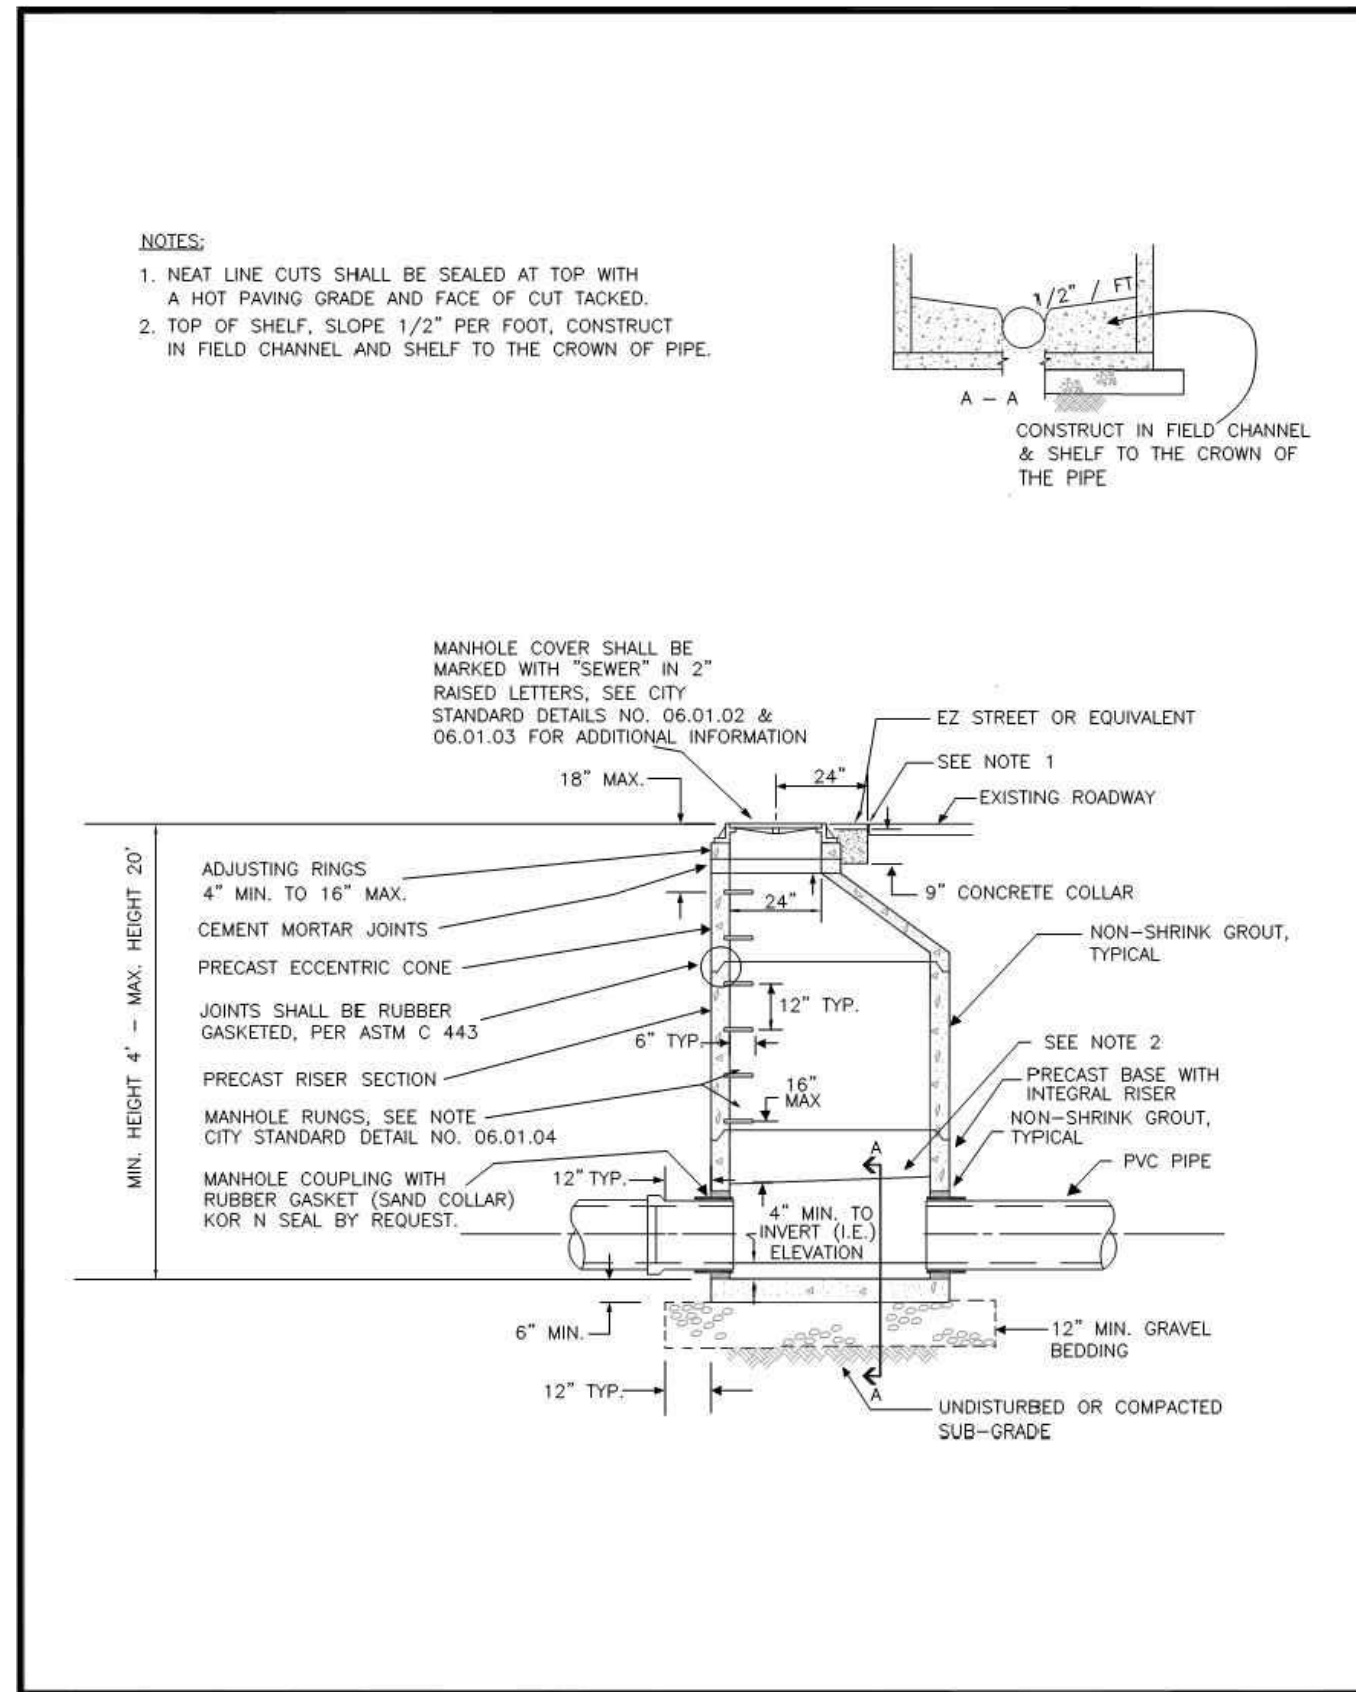 NOTES:
1. NEAT LINE CUTS SHALL BE SEALED AT TOP WITH
A HOT PAVING GRADE AND FACE OF CUT TACKED.
2. TOP OF SHELF, SLOPE 1/2" PER FOOT, CONSTRUCT
IN FIELD CHANNEL AND SHELF TO THE CROWN OF PIPE.
1/2" / FT
A – A
CONSTRUCT IN FIELD CHANNEL
& SHELF TO THE CROWN OF
THE PIPE
MANHOLE COVER SHALL BE
MARKED WITH "SEWER" IN 2"
RAISED LETTERS, SEE CITY
STANDARD DETAILS NO. 06.01.02 &
06.01.03 FOR ADDITIONAL INFORMATION
EZ STREET OR EQUIVALENT
SEE NOTE 1
18" MAX.
24"
EXISTING ROADWAY
MIN. HEIGHT 4' – MAX. HEIGHT 20'
ADJUSTING RINGS
4" MIN. TO 16" MAX.
9" CONCRETE COLLAR
24"
CEMENT MORTAR JOINTS
NON-SHRINK GROUT,
TYPICAL
PRECAST ECCENTRIC CONE
JOINTS SHALL BE RUBBER
GASKETED, PER ASTM C 443
12" TYP.
6" TYP.
SEE NOTE 2
PRECAST RISER SECTION
16"
MAX
PRECAST BASE WITH
INTEGRAL RISER
MANHOLE RUNGS, SEE NOTE
CITY STANDARD DETAIL NO. 06.01.04
NON-SHRINK GROUT,
TYPICAL
A
PVC PIPE
MANHOLE COUPLING WITH
RUBBER GASKET (SAND COLLAR)
KOR N SEAL BY REQUEST.
12" TYP.
4" MIN. TO
INVERT (I.E.)
ELEVATION
6" MIN.
12" MIN. GRAVEL
BEDDING
12" TYP.
A
UNDISTURBED OR COMPACTED
SUB-GRADE